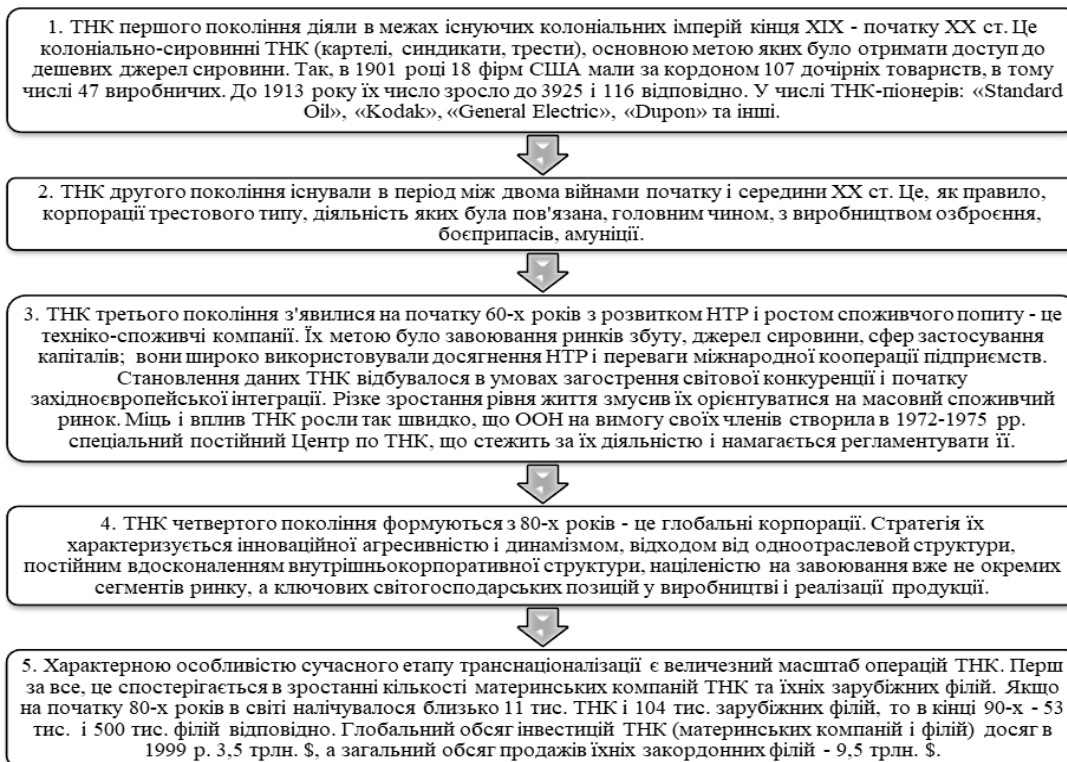 1. ТНК першого покоління діяли в межах існуючих колоніальних імперій кінця XIX - початку XX ст. Це
колоніально-сировинні ТНК (картелі, синдикати, трести), основною метою яких було отримати доступ до
дешевих джерел сировини. Так, в 1901 році 18 фірм США мали за кордоном 107 дочірніх товариств, в тому
числі 47 виробничих. До 1913 року їх число зросло до 3925 і 116 відповідно. У числі ТНК-піонерів: «Standard
Oil», «Kodak», «General Electric», «Dupon» та інші.
2. ТНК другого покоління існували в період між двома війнами початку і середини XX ст. Це, як правило,
корпорації трестового типу, діяльність яких була пов'язана, головним чином, з виробництвом озброєння,
боєприпасів, амуніції.
3. ТНК третього покоління з'явилися на початку 60-х років з розвитком НТР і ростом споживчого попиту - це
техніко-споживчі компанії. Їх метою було завоювання ринків збуту, джерел сировини, сфер застосування
капіталів; вони широко використовували досягнення НТР і переваги міжнародної кооперації підприємств.
Становлення даних ТНК відбувалося в умовах загострення світової конкуренції і початку
західноєвропейської інтеграції. Різке зростання рівня життя змусив їх орієнтуватися на масовий споживчий
ринок. Міць і вплив ТНК росли так швидко, що ООН на вимогу своїх членів створила в 1972-1975 рр.
спеціальний постійний Центр по ТНК, що стежить за їх діяльністю і намагається регламентувати її.
4. ТНК четвертого покоління формуються з 80-х років - це глобальні корпорації. Стратегія їх
характеризується інноваційної агресивністю і динамізмом, відходом від одноотраслевой структури,
постійним вдосконаленням внутрішньокорпоративної структури, націленістю на завоювання вже не окремих
сегментів ринку, а ключових світогосподарських позицій у виробництві і реалізації продукції.
5. Характерною особливістю сучасного етапу транснаціоналізації є величезний масштаб операцій ТНК. Перш
за все, це спостерігається в зростанні кількості материнських компаній ТНК та їхніх зарубіжних філій. Якщо
на початку 80-х років в світі налічувалося близько 11 тис. ТНК і 104 тис. зарубіжних філій, то в кінці 90-х - 53
тис. і 500 тис. філій відповідно. Глобальний обсяг інвестицій ТНК (материнських компаній і філій) досяг в
1999 р. 3,5 трлн. $, а загальний обсяг продажів їхніх закордонних філій - 9,5 трлн. $.